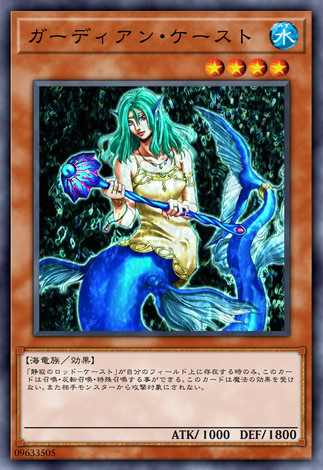 ガーディアン・ケースト
水
【海竜族／効果】
「静寂のロッド－ケースト」が自分のフィールド上に存在する時のみ、このカー
ドは召喚・反転召喚・特殊召喚する事ができる。このカードは魔法の効果を受け
ない。また相手モンスターから攻撃対象にされない。
ATK/ 1000 DEF/1800
09633505